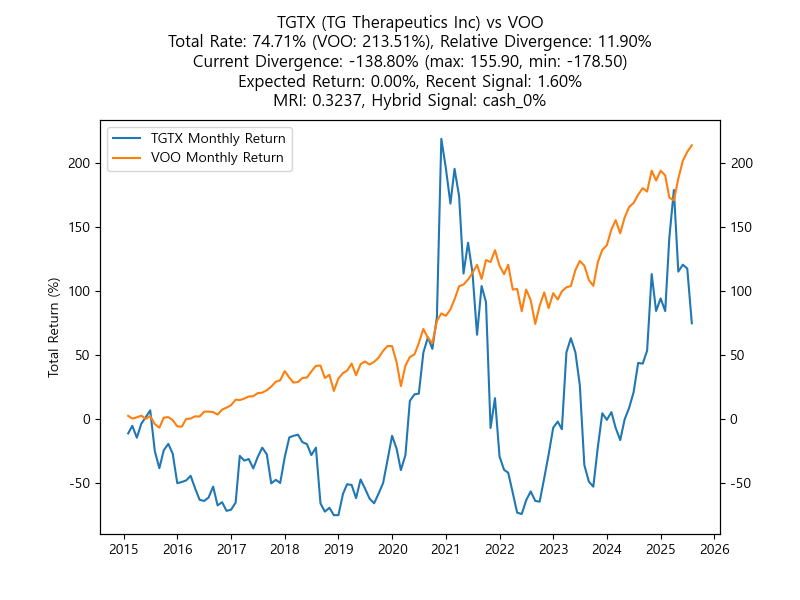 TGTX (TG Therapeutics Inc) vs VOO
Total Rate: 74.71% (VOO: 213.51%), Relative Divergence: 11.90%
Current Divergence: -138.80% (max: 155.90, min: -178.50)
Expected Return: 0.00%, Recent Signal: 1.60%
MRI: 0.3237, Hybrid Signal: cash_0%
TGTX Monthly Return
VOO Monthly Return
Total Return (%)
200
150
100
50
0
-50
200
150
100
50
0
-50
2015 2016 2017 2018 2019 2020 2021 2022 2023 2024 2025 2026